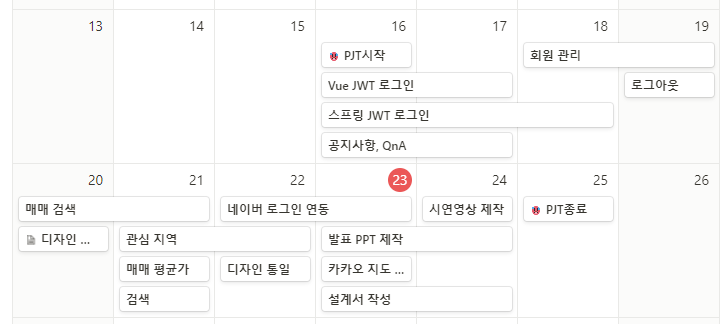 13 14 15 16 17 18 19
PJT시작 회원 관리
Vue JWT 로그인 로그아웃
스프링 JWT 로그인
공지사항, QnA
20 21 22 23 24 25 26
매매 검색 네이버 로그인 연동 시연영상 제작 PJT종료
디자인 ... 관심 지역 발표 PPT 제작
매매 평균가 디자인 통일 카카오 지도 ...
검색 설계서 작성